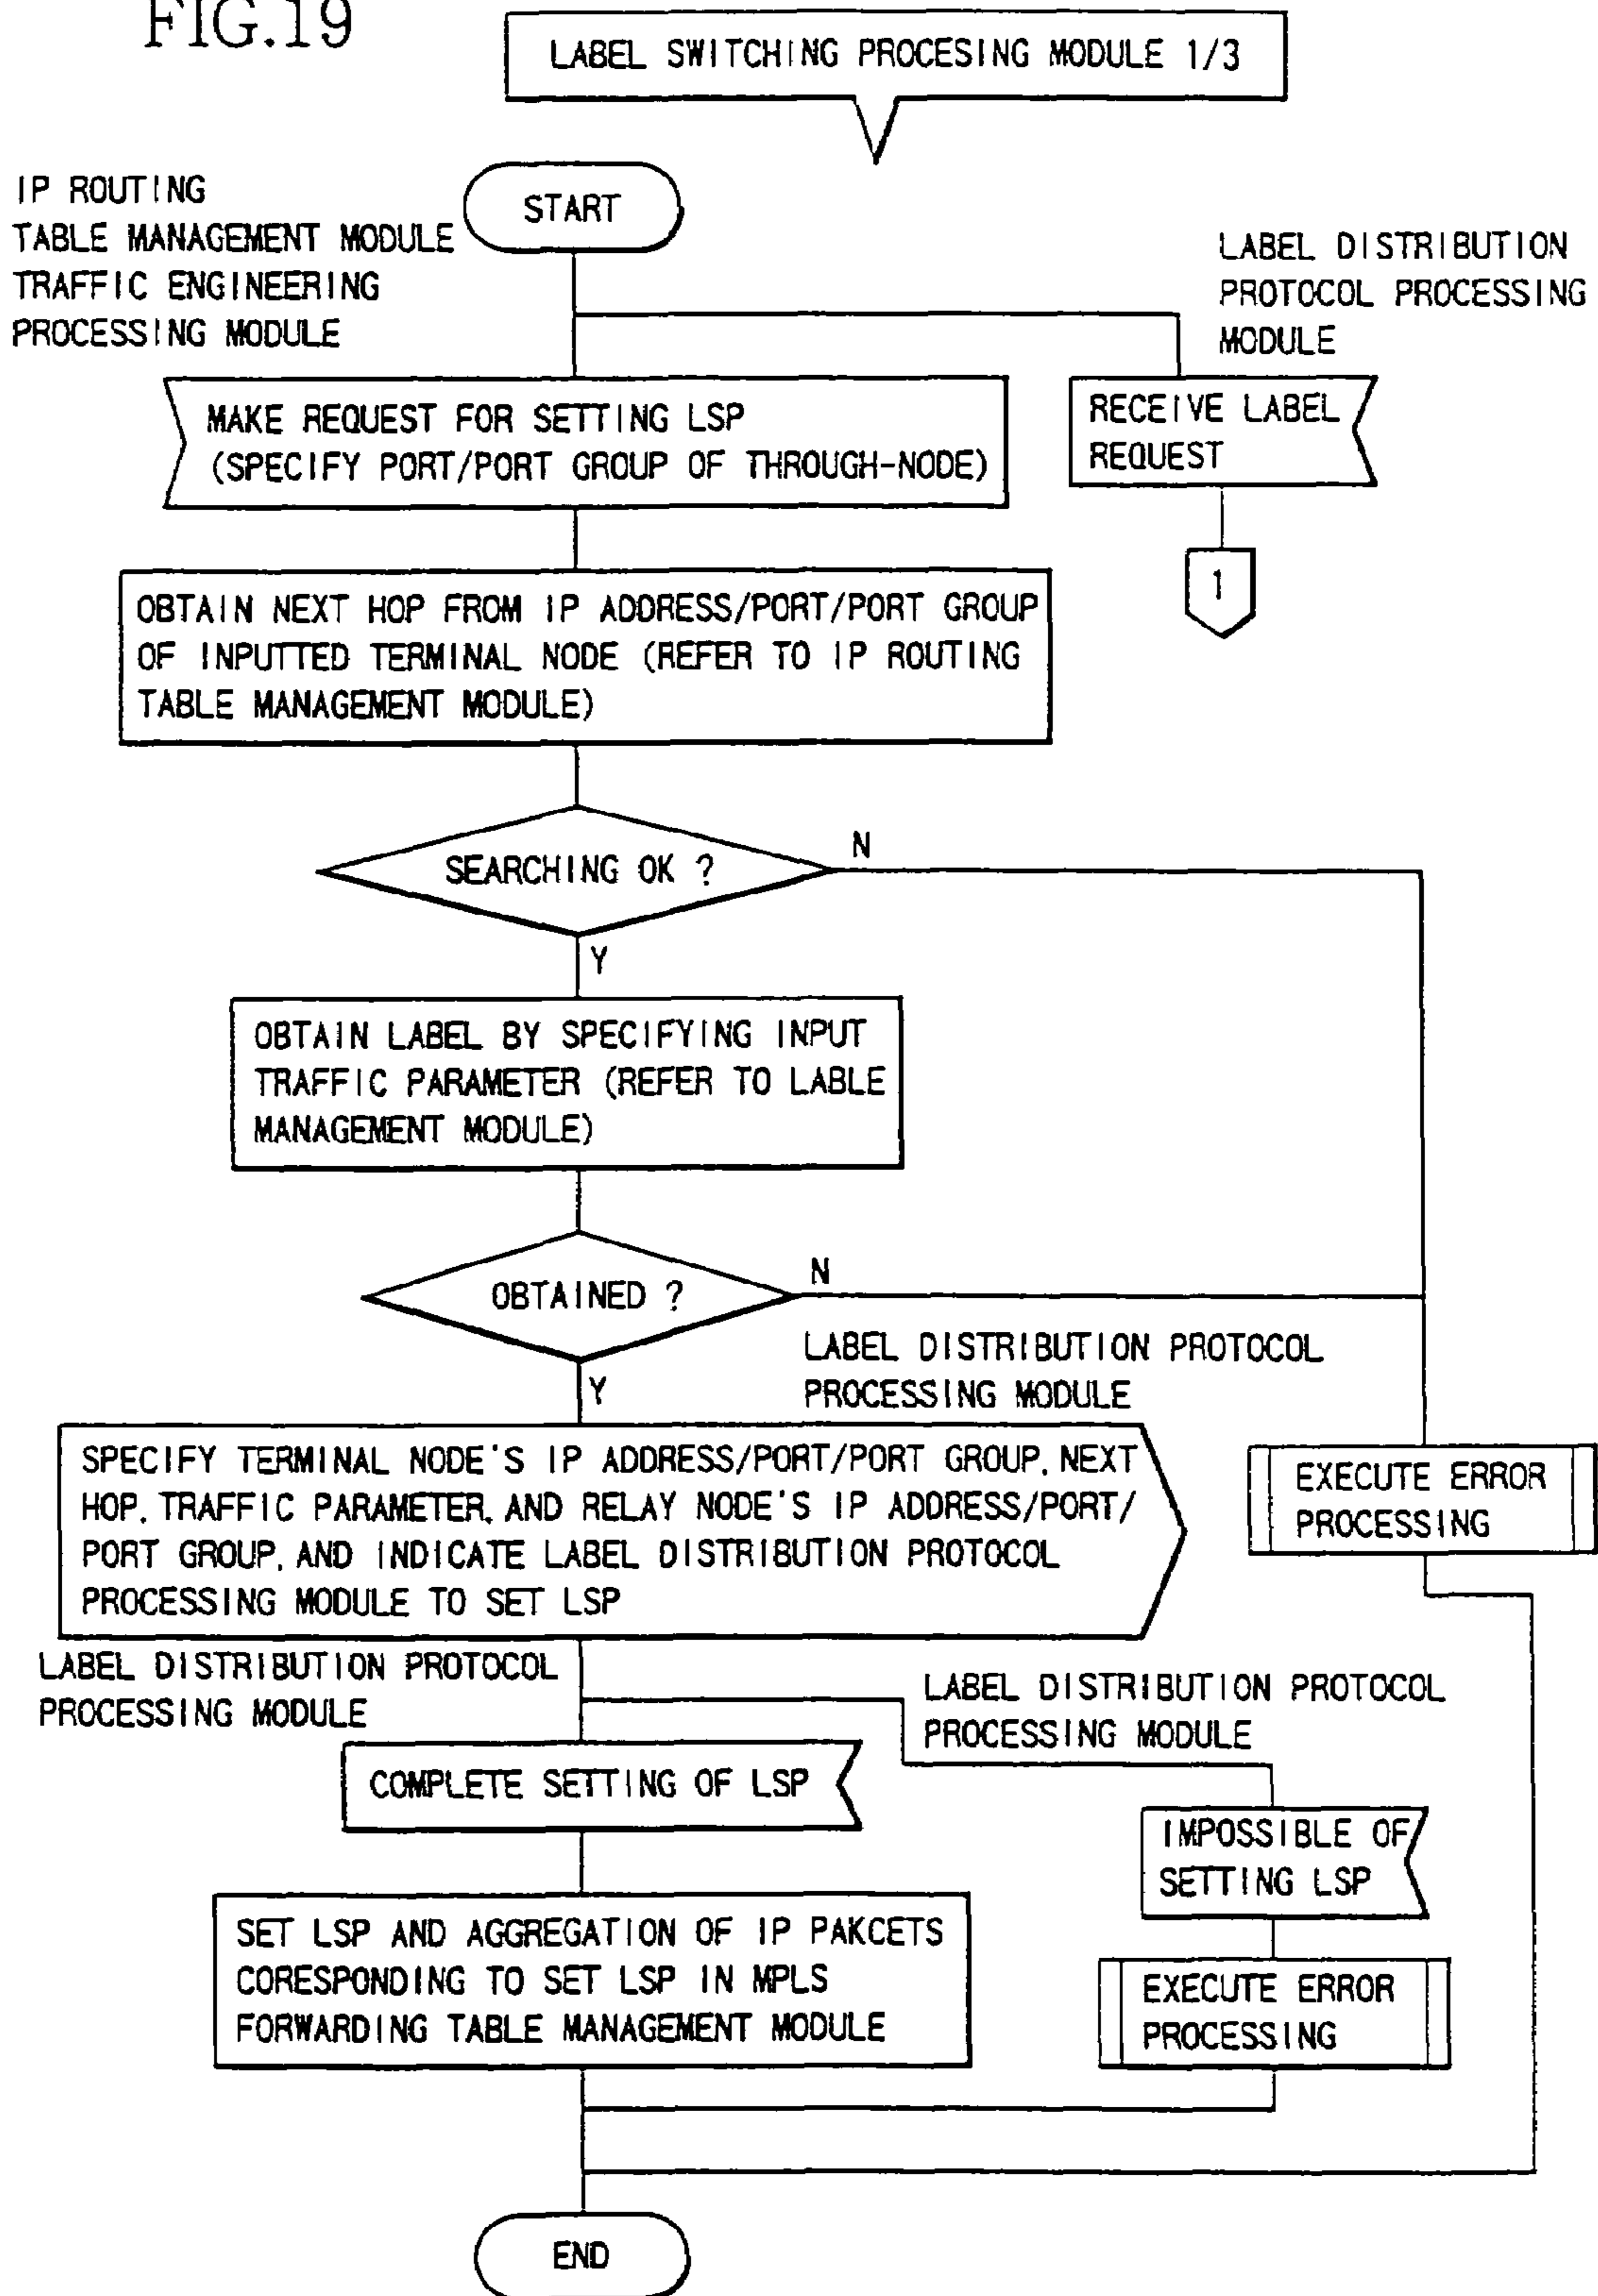 FIG.19
LABEL SWITCHING PROCESING MODULE 1/3
IP ROUTING
TABLE MANAGEMENT MODULE
TRAFFIC ENGINEERING
PROCESSING MODULE
START
LABEL DISTRIBUTION
PROTOCOL PROCESSING
MODULE
MAKE REQUEST FOR SETTING LSP
(SPECIFY PORT/PORT GROUP OF THROUGH-NODE)
RECEIVE LABEL
REQUEST
1
OBTAIN NEXT HOP FROM IP ADDRESS/PORT/PORT GROUP
OF INPUTTED TERMINAL NODE (REFER TO IP ROUTING
TABLE MANAGEMENT MODULE)
SEARCHING OK ?
N
Y
OBTAIN LABEL BY SPECIFYING INPUT
TRAFFIC PARAMETER (REFER TO LABLE
MANAGEMENT MODULE)
OBTAINED ?
N
Y
LABEL DISTRIBUTION PROTOCOL
PROCESSING MODULE
SPECIFY TERMINAL NODE'S IP ADDRESS/PORT/PORT GROUP, NEXT
HOP, TRAFFIC PARAMETER, AND RELAY NODE'S IP ADDRESS/PORT/
PORT GROUP, AND INDICATE LABEL DISTRIBUTION PROTOCOL
PROCESSING MODULE TO SET LSP
EXECUTE ERROR
PROCESSING
LABEL DISTRIBUTION PROTOCOL
PROCESSING MODULE
LABEL DISTRIBUTION PROTOCOL
PROCESSING MODULE
COMPLETE SETTING OF LSP
IMPOSSIBLE OF
SETTING LSP
SET LSP AND AGGREGATION OF IP PAKCETS
CORESPONDING TO SET LSP IN MPLS
FORWARDING TABLE MANAGEMENT MODULE
EXECUTE ERROR
PROCESSING
END